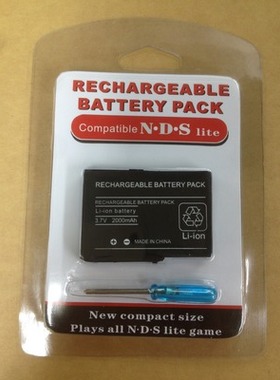 RECHARGEABLE
BATTERY PACK
Compatible N·D·S lite
RECHARGEABLE BATTERY PACK
RECHARGEABLE BATTERY PACK
Li-ion battery
3.7V 2000mAh
MADE IN CHINA
Li-ion
New compact size
Plays all N·D·S lite game